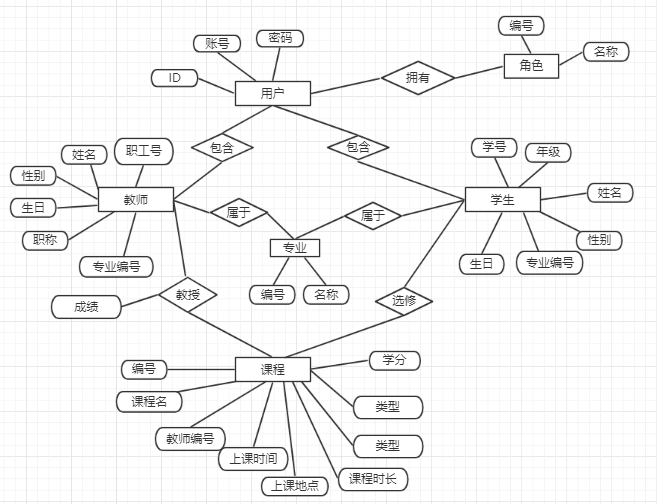 编号
账号
密码
名称
角色
ID
拥有
用户
包含
包含
学号
年级
姓名
职工号
性别
姓名
教师
学生
生日
属于
属于
职称
性别
专业
专业编号
生日
专业编号
编号
名称
教授
选修
成绩
学分
编号
课程
课程名
类型
教师编号
类型
上课时间
课程时长
上课地点